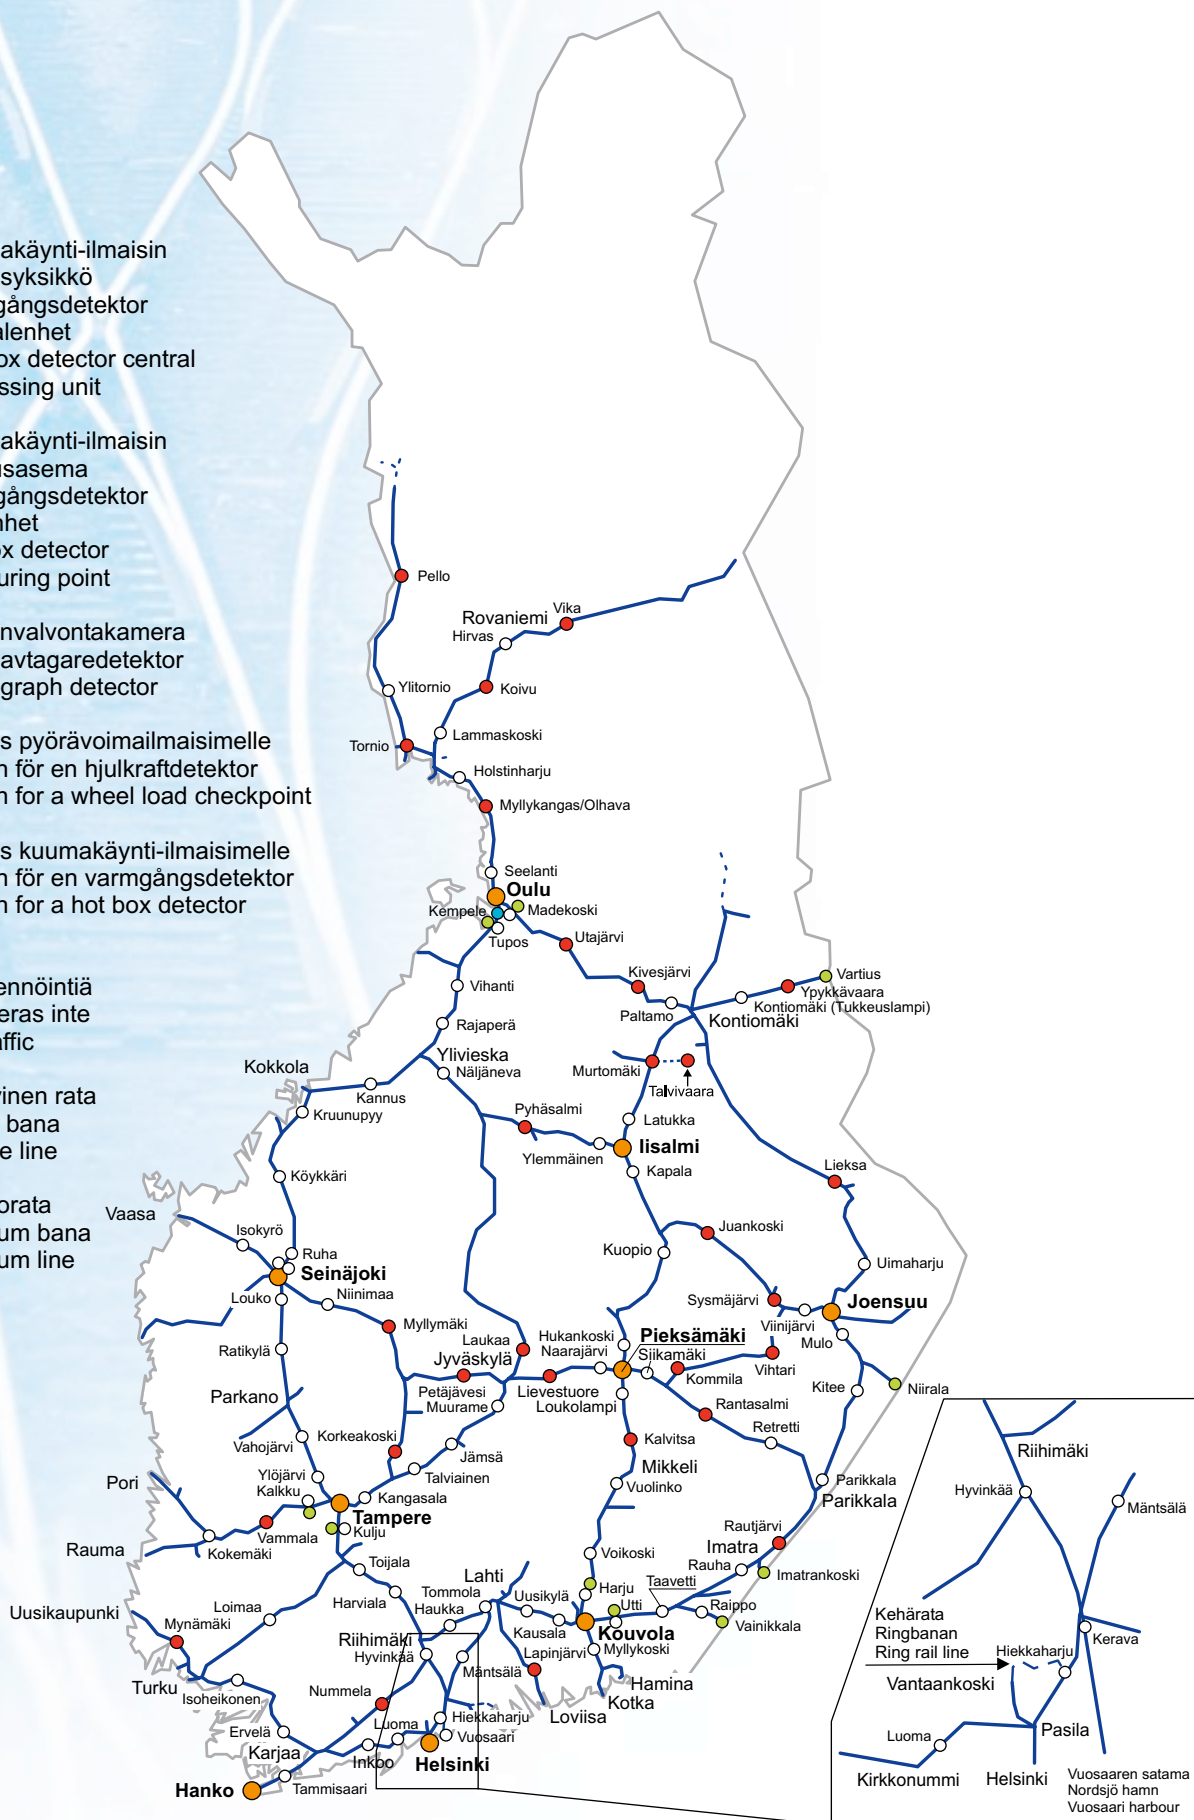 akäynti-ilmaisin
syksikkö
gångsdetektor
alenhet
ox detector central
ssing unit
akäynti-ilmaisin
usasema
gångsdetektor
nhet
ox detector
uring point
nvalvontakamera
avtagaredetektor
graph detector
s pyörävoimailmaisimelle
n för en hjulkraftdetektor
n for a wheel load checkpoint
s kuumakäynti-ilmaisimelle
n för en varmgångsdetektor
n for a hot box detector
ennöintiä
eras inte
affic
vinen rata
bana
e line
orata
um bana
um line
Pello
Rovaniemi
Vika
Hirvas
Ylitornio
Koivu
Lammaskoski
Tornio
Holstinharju
Myllykangas/Olhava
Seelanti
Oulu
Kempele
Madekoski
Tupos
Utajärvi
Vihanti
Kivesjärvi
Vartius
Ypykkävaara
Kontiomäki (Tukkeuslampi)
Paltamo
Kontiomäki
Rajaperä
Ylivieska
Näljäneva
Murtomäki
Talvivaara
Kokkola
Kannus
Kruunupyy
Pyhäsalmi
Latukka
Ylemmäinen
Iisalmi
Kapala
Köykkäri
Lieksa
Vaasa
Isokyrö
Ruha
Seinäjoki
Juankoski
Kuopio
Uimaharju
Louko
Niinimaa
Sysmäjärvi
Joensuu
Viinijärvi
Mulo
Myllymäki
Laukaa
Hukankoski
Naarajärvi
Pieksämäki
Siikamäki
Ratikylä
Jyväskylä
Vihtari
Kommila
Petäjävesi
Muurame
Lievestuore
Loukolampi
Kitee
Niirala
Parkano
Rantasalmi
Retretti
Vahojärvi
Korkeakoski
Kalvitsa
Jämsä
Mikkeli
Talviainen
Vuolinko
Parikkala
Parikkala
Pori
Ylöjärvi
Kalkku
Kangasala
Tampere
Vammala
Kulju
Rauma
Kokemäki
Rautjärvi
Imatra
Rauha
Imatrankoski
Voikoski
Toijala
Lahti
Harju
Taavetti
Uusikaupunki
Loimaa
Harviala
Tommola
Haukka
Uusikylä
Utti
Raippo
Vainikkala
Mynämäki
Kausala
Kouvola
Myllykoski
Riihimäki
Hyvinkää
Lapinjärvi
Mäntsälä
Turku
Isoheikonen
Nummela
Hamina
Kotka
Loviisa
Ervelä
Luoma
Hiekkaharju
Vuosaari
Karjaa
Inkoo
Helsinki
Hanko
Tammisaari
Riihimäki
Hyvinkää
Mäntsälä
Kehärata
Ringbanan
Ring rail line
Kerava
Hiekkaharju
Vantaankoski
Luoma
Pasila
Kirkkonummi
Helsinki
Vuosaaren satama
Nordsjö hamn
Vuosaari harbour